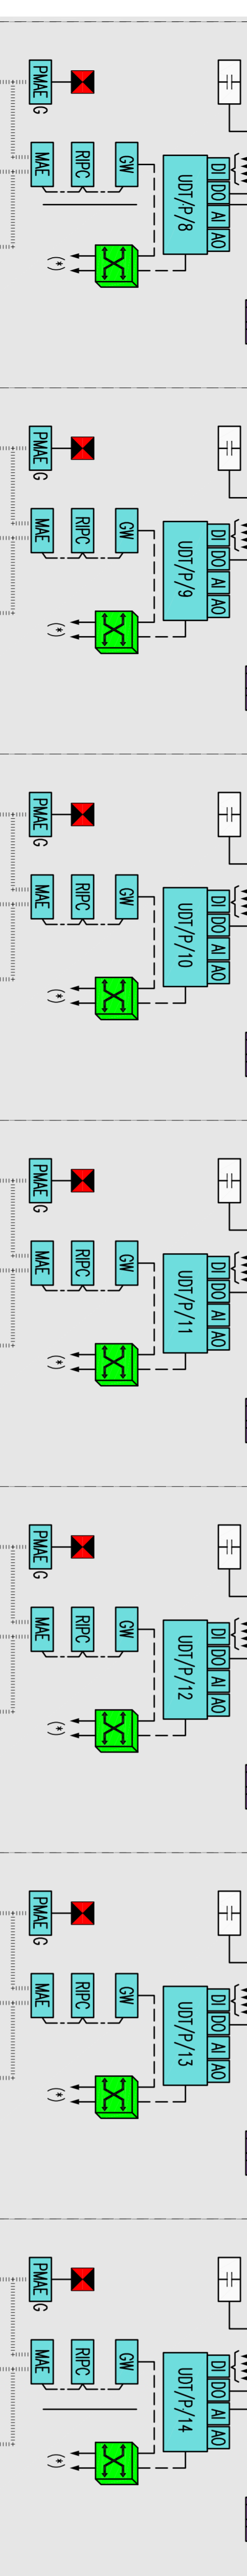 DI DO AI AO
UDT/P/8
GW
RIPC
MAE
PMAE
G
(*)
DI DO AI AO
UDT/P/9
GW
RIPC
MAE
PMAE
G
(*)
DI DO AI AO
UDT/P/10
GW
RIPC
MAE
PMAE
G
(*)
DI DO AI AO
UDT/P/11
GW
RIPC
MAE
PMAE
G
(*)
DI DO AI AO
UDT/P/12
GW
RIPC
MAE
PMAE
G
(*)
DI DO AI AO
UDT/P/13
GW
RIPC
MAE
PMAE
G
(*)
DI DO AI AO
UDT/P/14
GW
RIPC
MAE
PMAE
G
(*)